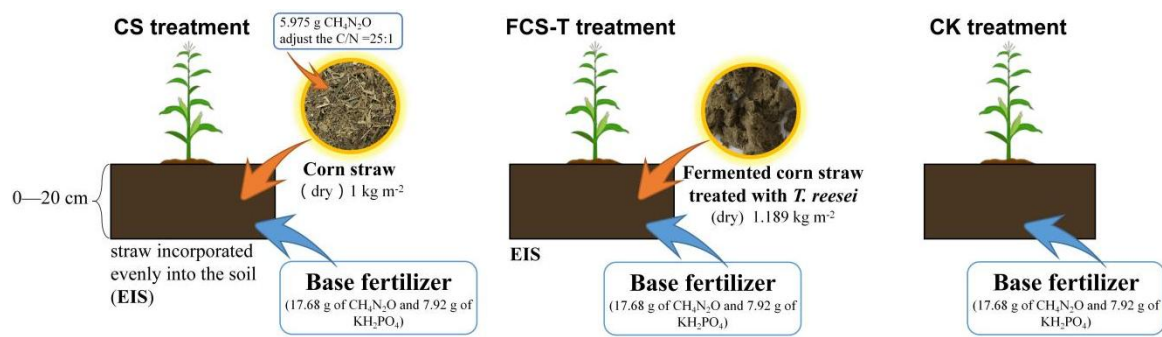 CS treatment
5.975 g CH₄N₂O
adjust the C/N =25:1
0—20 cm
Corn straw
( dry ) 1 kg m⁻²
straw incorporated
evenly into the soil
(EIS)
Base fertilizer
(17.68 g of CH₄N₂O and 7.92 g of
KH₂PO₄)
FCS-T treatment
Fermented corn straw
treated with T. reesei
(dry) 1.189 kg m⁻²
EIS
Base fertilizer
(17.68 g of CH₄N₂O and 7.92 g of
KH₂PO₄)
CK treatment
Base fertilizer
(17.68 g of CH₄N₂O and 7.92 g of
KH₂PO₄)